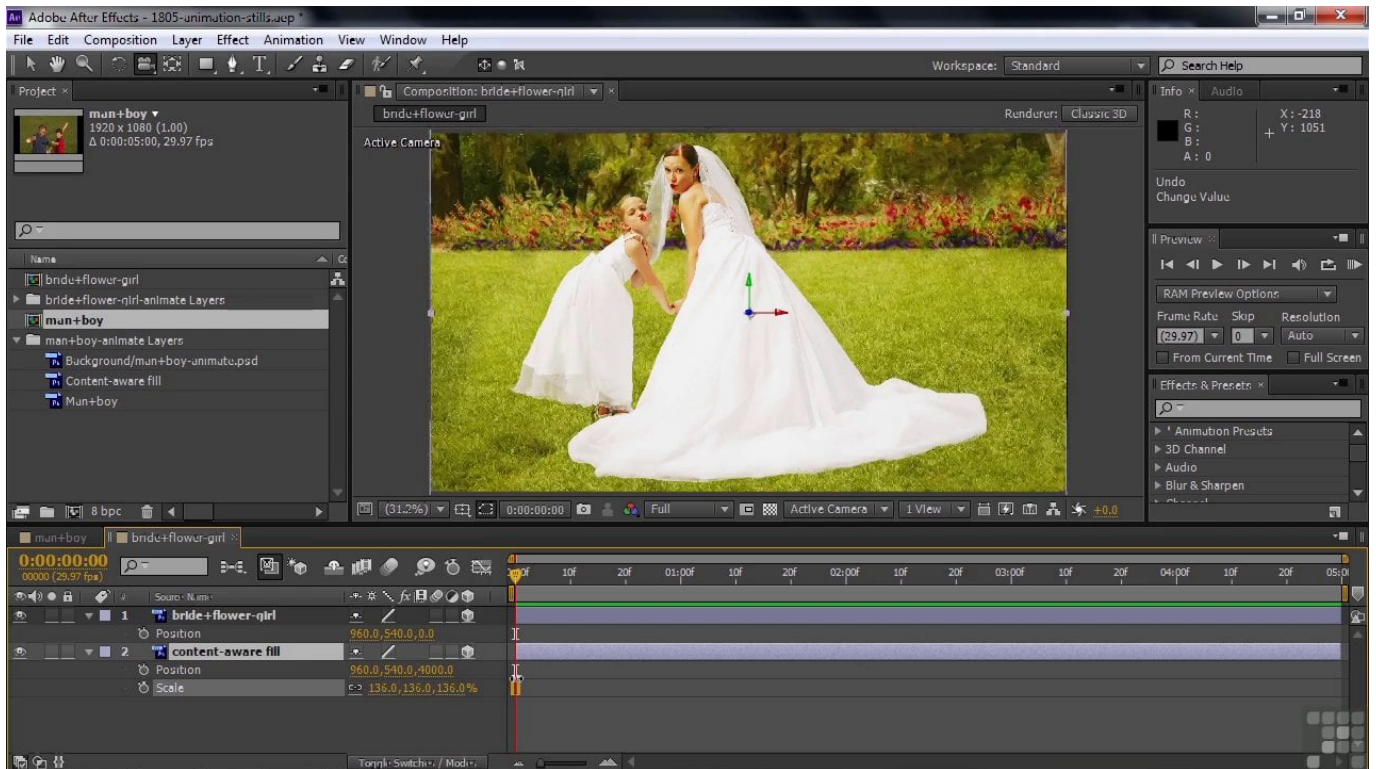 Adobe After Effects - 1805-animation-stills.aep *
File Edit Composition Layer Effect Animation View Window Help
Workspace: Standard
Search Help
Project
man+boy
1920 x 1080 (1.00)
Δ 0:00:05:00, 29.97 fps
Name
bride+flower-girl
bride+flower-girl-animate Layers
man+boy
man+boy-animate Layers
Background/man+boy-animate.psd
Content-aware fill
Man+boy
8 bpc
Composition: bride+flower-girl
bride+flower-girl
Renderer: Classic 3D
Active Camera
(31.2%) 0:00:00:00 Full Active Camera 1 View +0.0
Info Audio
R : X : -218
G : Y : 1051
B :
A : 0
Undo
Change Value
Preview
RAM Preview Options
Frame Rate Skip Resolution
(29.97) 0 Auto
From Current Time Full Screen
Effects & Presets
* Animation Presets
3D Channel
Audio
Blur & Sharpen
Channel
man+boy bride+flower-girl
0:00:00:00
00000 (29.97 fps)
10f 20f 01:00f 10f 20f 02:00f 10f 20f 03:00f 10f 20f 04:00f 10f 20f
# Source Name
1 bride+flower-girl
Position 960.0,540.0,0.0
2 content-aware fill
Position 960.0,540.0,4000.0
Scale 136.0,136.0,136.0%
Toggle Switches / Modes